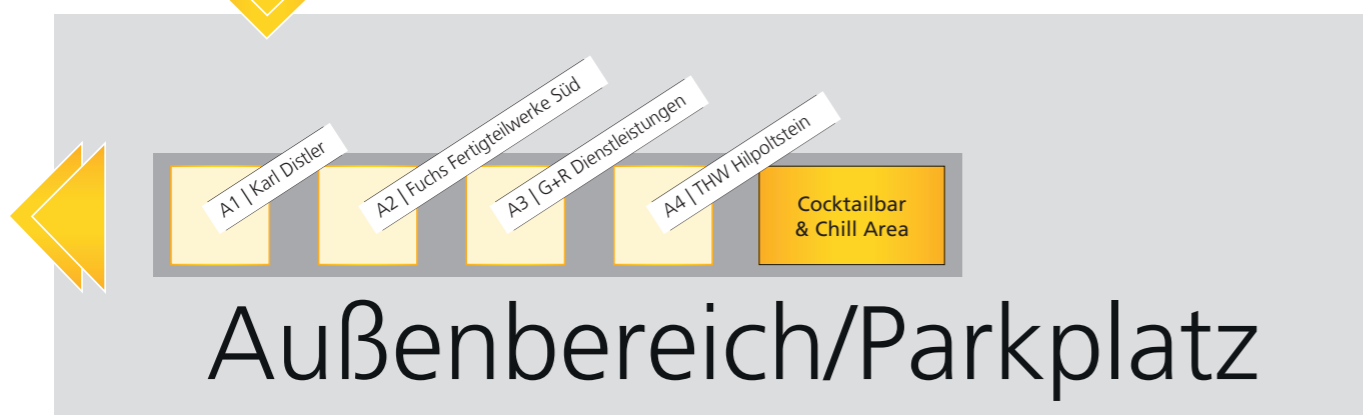 A1 | Karl Distler
A2 | Fuchs Fertigteilwerke Süd
A3 | G+R Dienstleistungen
A4 | THW Hilpoltstein
Cocktailbar
& Chill Area
Außenbereich/Parkplatz